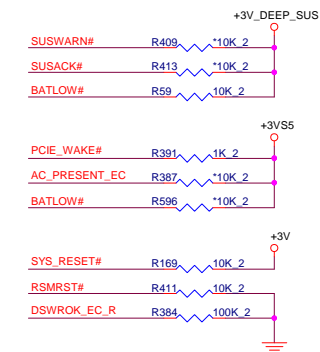 +3V_DEEP_SUS
SUSWARN# R409 *10K_2
SUSACK# R413 *10K_2
BATLOW# R59 10K_2
+3VS5
PCIE_WAKE# R391 1K_2
AC_PRESENT_EC R387 *10K_2
BATLOW# R596 *10K_2
+3V
SYS_RESET# R169 10K_2
RSMRST# R411 10K_2
DSWROK_EC_R R384 100K_2